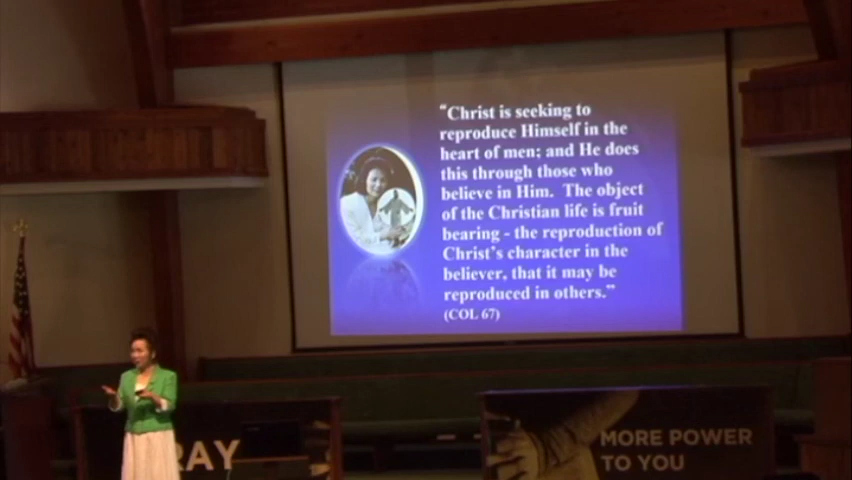 “Christ is seeking to
reproduce Himself in the
heart of men; and He does
this through those who
believe in Him. The object
of the Christian life is fruit
bearing - the reproduction of
Christ’s character in the
believer, that it may be
reproduced in others.”
(COL 67)
RAY
MORE POWER
TO YOU